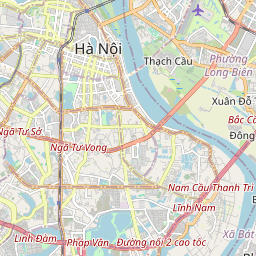 Hà Nội
Thạch Cầu
Phường
Long Biên
Xuân Đỗ
Bắc C
Đông
Ngã Tư Sở
Ngã Tư Vọng
Nam Cầu Thanh Trì
Lĩnh Nam
Xã Bát
Linh Đàm
Pháp Vân
Đường nối 2 cao tốc